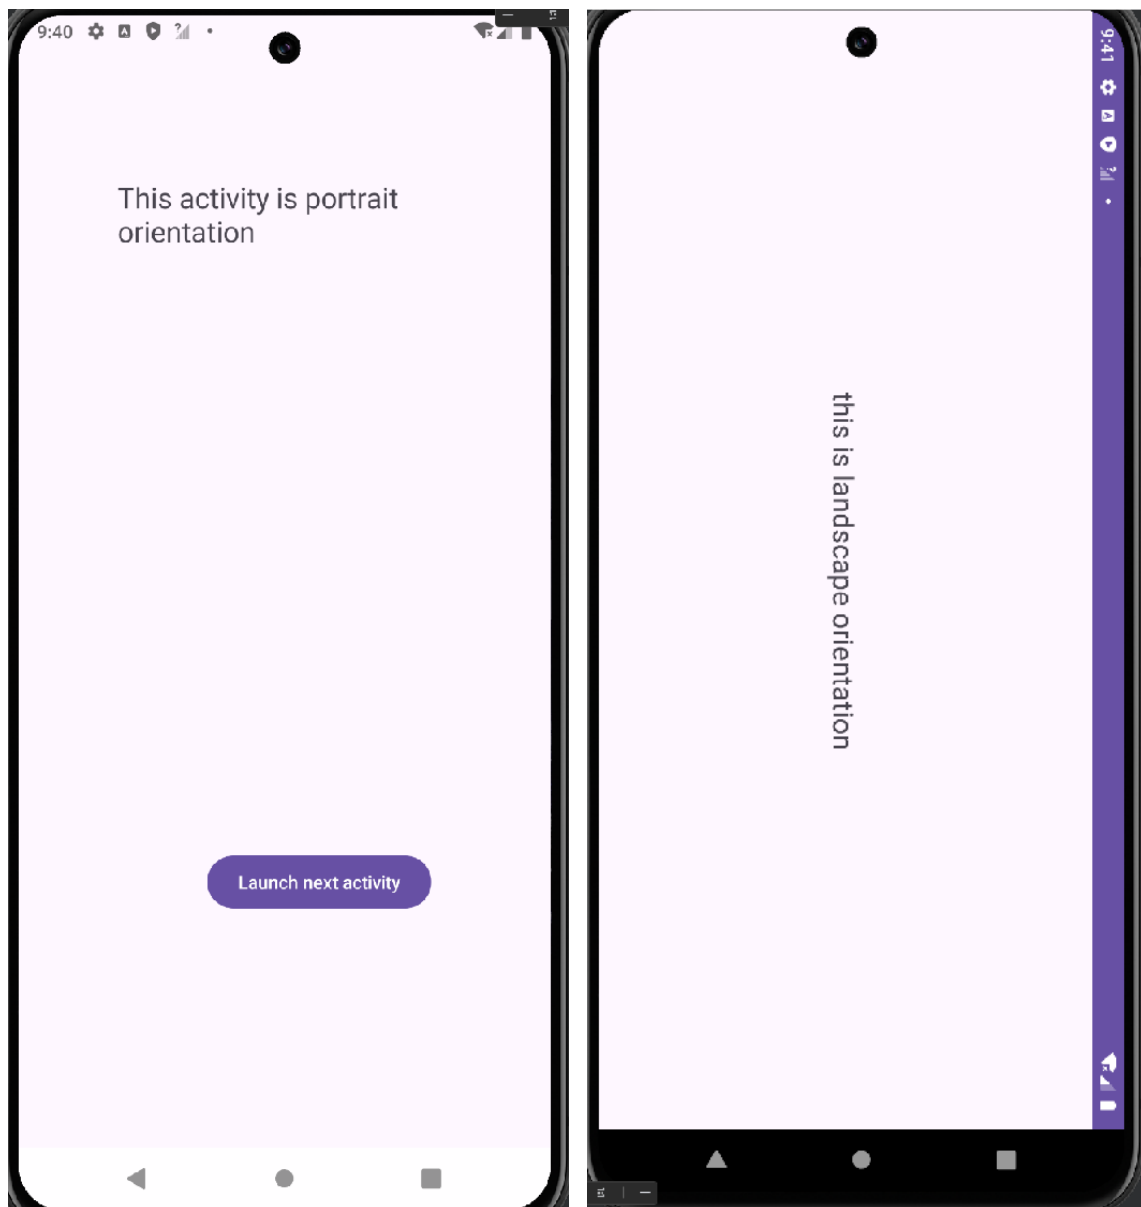 9:40
This activity is portrait
orientation
Launch next activity
9:41
this is landscape orientation